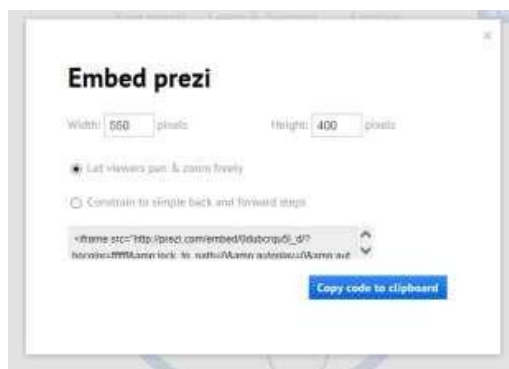 Embed prezi
Width: 550 pixels Height: 400 pixels
Let viewers pan & zoom freely
Constrain to simple back and forward steps
<iframe src="http://prezi.com/embed/
Copy code to clipboard